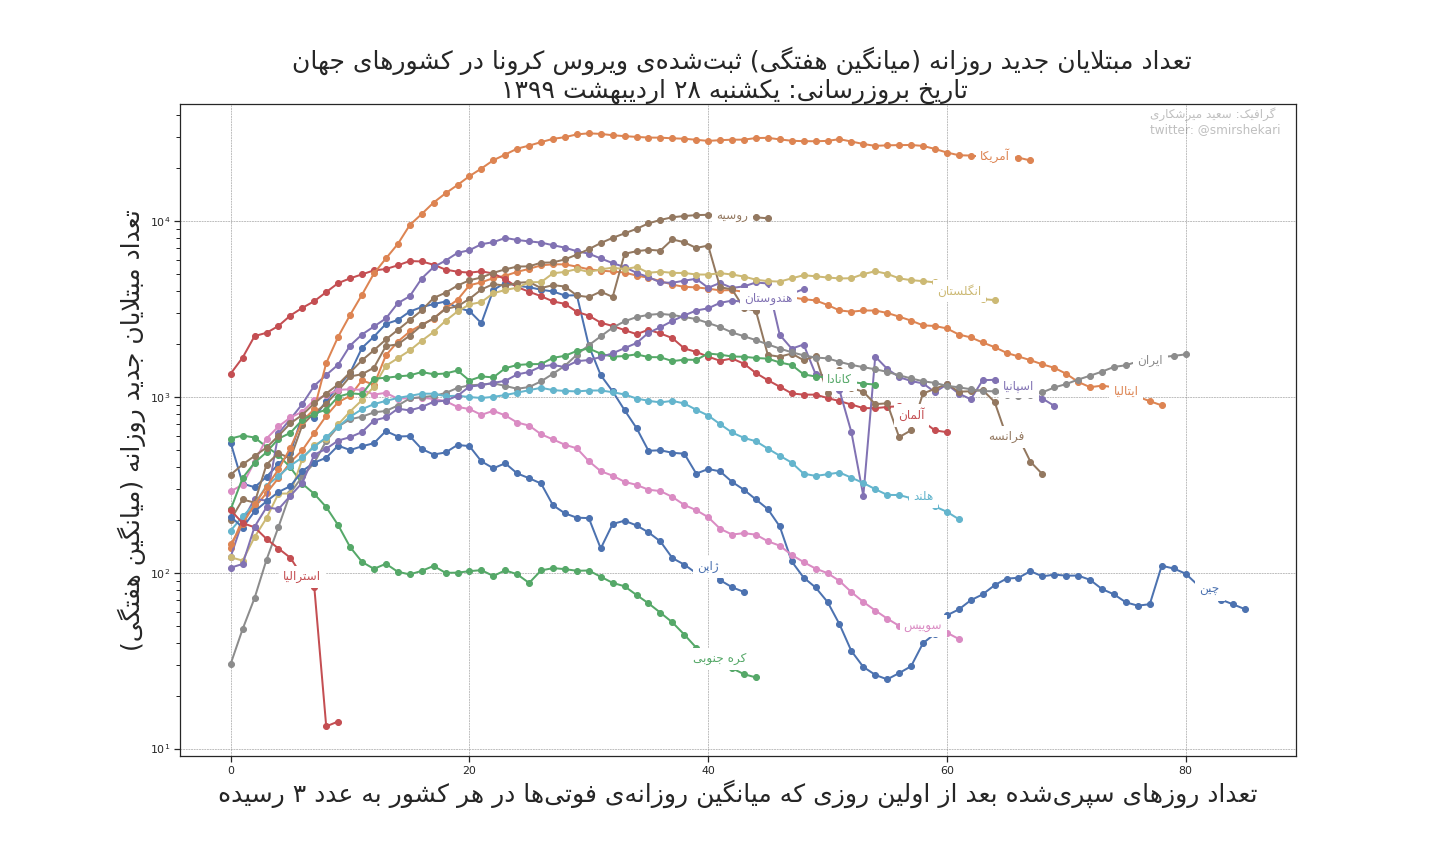 تعداد مبتلایان جدید روزانه (میانگین هفتگی) ثبت‌شده‌ی ویروس کرونا در کشورهای جهان
تاریخ بروزرسانی: یکشنبه ۲۸ اردیبهشت ۱۳۹۹
گرافیک: سعید میرشکاری
twitter: @smirshekari
تعداد مبتلایان جدید روزانه (میانگین هفتگی)
10⁴
10³
10²
10¹
آمریکا
روسیه
انگلستان
هندوستان
ایران
کانادا
اسپانیا
ایتالیا
آلمان
فرانسه
هلند
استرالیا
ژاپن
چین
سوییس
کره جنوبی
0 20 40 60 80
تعداد روزهای سپری‌شده بعد از اولین روزی که میانگین روزانه‌ی فوتی‌ها در هر کشور به عدد ۳ رسیده